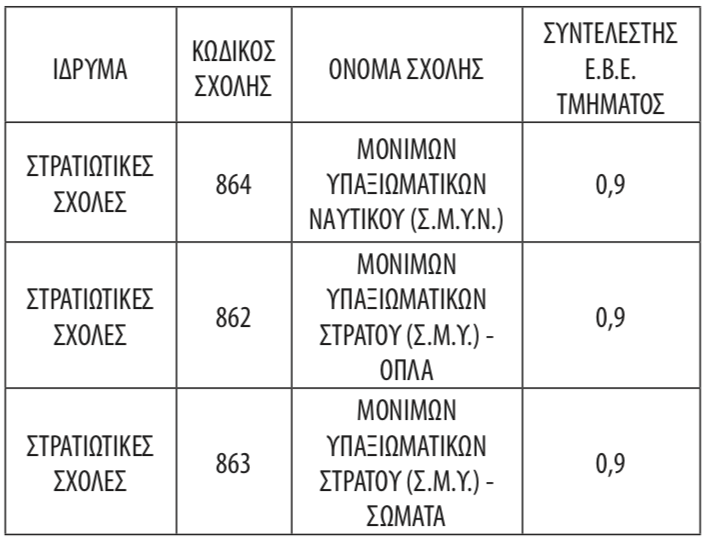 ΙΔΡΥΜΑ
ΚΩΔΙΚΟΣ
ΣΧΟΛΗΣ
ΟΝΟΜΑ ΣΧΟΛΗΣ
ΣΥΝΤΕΛΕΣΤΗΣ
Ε.Β.Ε.
ΤΜΗΜΑΤΟΣ
ΣΤΡΑΤΙΩΤΙΚΕΣ
ΣΧΟΛΕΣ
864
ΜΟΝΙΜΩΝ
ΥΠΑΞΙΩΜΑΤΙΚΩΝ
ΝΑΥΤΙΚΟΥ (Σ.Μ.Υ.Ν.)
0,9
ΣΤΡΑΤΙΩΤΙΚΕΣ
ΣΧΟΛΕΣ
862
ΜΟΝΙΜΩΝ
ΥΠΑΞΙΩΜΑΤΙΚΩΝ
ΣΤΡΑΤΟΥ (Σ.Μ.Υ.) -
ΟΠΛΑ
0,9
ΣΤΡΑΤΙΩΤΙΚΕΣ
ΣΧΟΛΕΣ
863
ΜΟΝΙΜΩΝ
ΥΠΑΞΙΩΜΑΤΙΚΩΝ
ΣΤΡΑΤΟΥ (Σ.Μ.Υ.) -
ΣΩΜΑΤΑ
0,9